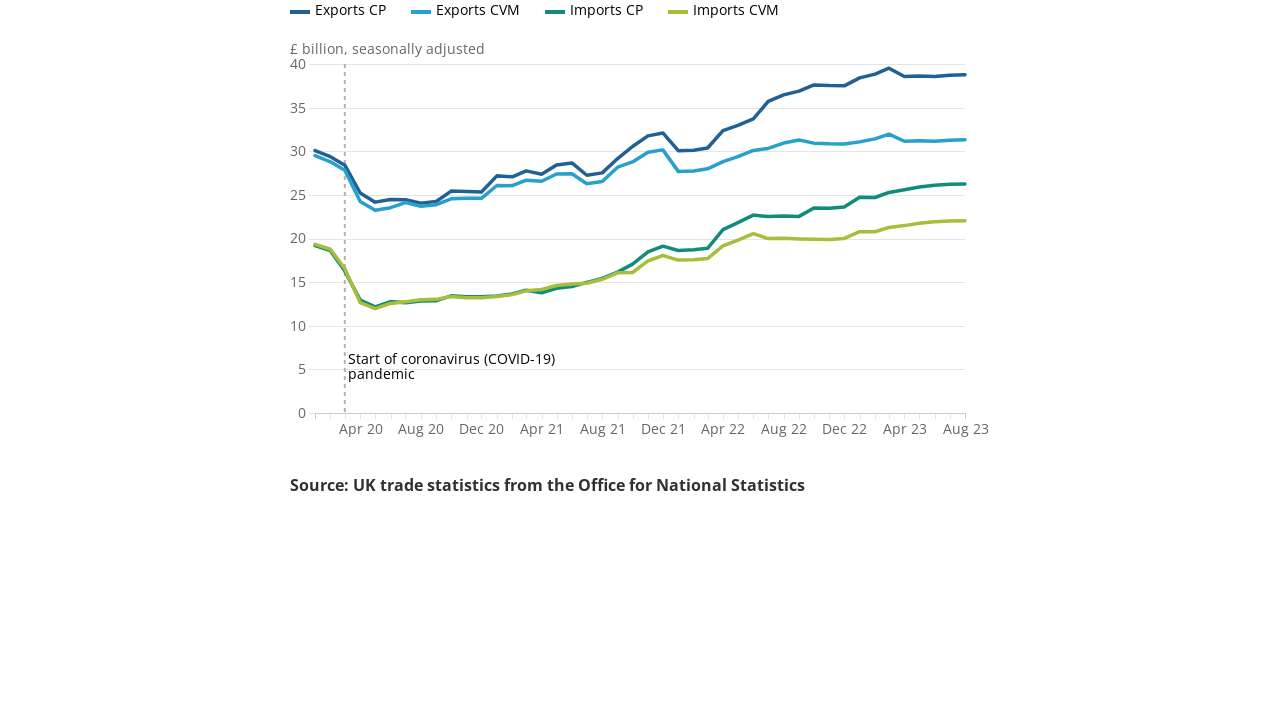 Exports CP Exports CVM Imports CP Imports CVM
£ billion, seasonally adjusted
40
35
30
25
20
15
10
Start of coronavirus (COVID-19)
5
pandemic
0
Apr 20 Aug 20 Dec 20 Apr 21 Aug 21 Dec 21 Apr 22 Aug 22 Dec 22 Apr 23 Aug 23
Source: UK trade statistics from the Office for National Statistics